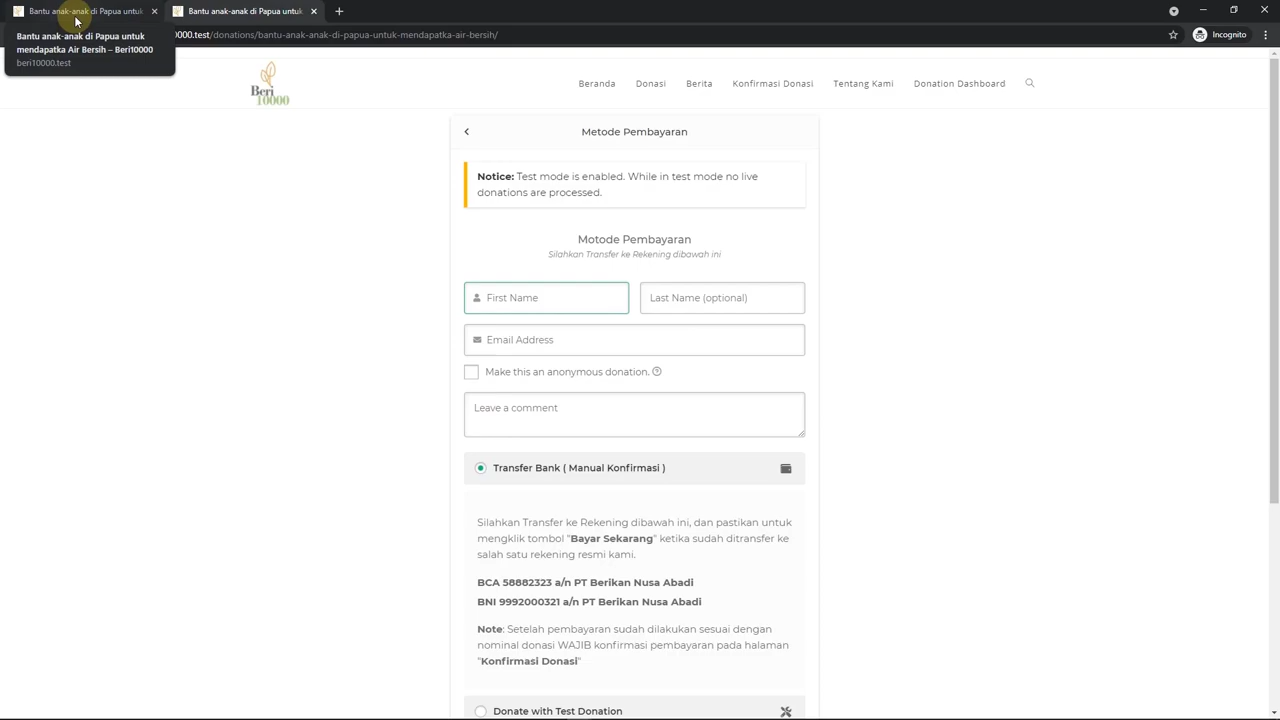 Bantu anak-anak di Papua untuk
Bantu anak-anak di Papua untuk
Bantu anak-anak di Papua untuk
mendapatka Air Bersih – Beri10000
beri10000.test
0000.test/donations/bantu-anak-anak-di-papua-untuk-mendapatka-air-bersih/
Incognito
Beri
10000
Beranda
Donasi
Berita
Konfirmasi Donasi
Tentang Kami
Donation Dashboard
Metode Pembayaran
Notice: Test mode is enabled. While in test mode no live
donations are processed.
Motode Pembayaran
Silahkan Transfer ke Rekening dibawah ini
First Name
Last Name (optional)
Email Address
Make this an anonymous donation.
Leave a comment
Transfer Bank ( Manual Konfirmasi )
Silahkan Transfer ke Rekening dibawah ini, dan pastikan untuk
mengklik tombol "Bayar Sekarang" ketika sudah ditransfer ke
salah satu rekening resmi kami.
BCA 58882323 a/n PT Berikan Nusa Abadi
BNI 9992000321 a/n PT Berikan Nusa Abadi
Note: Setelah pembayaran sudah dilakukan sesuai dengan
nominal donasi WAJIB konfirmasi pembayaran pada halaman
"Konfirmasi Donasi"
Donate with Test Donation